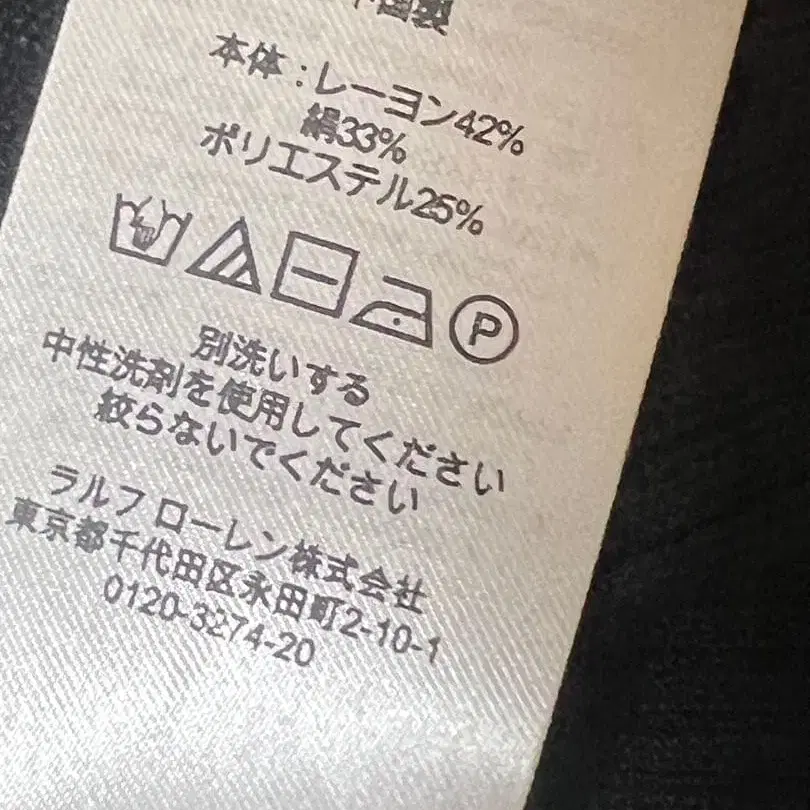 中国製
本体：レーヨン42%
絹33%
ポリエステル25%
P
別洗いする
中性洗剤を使用してください
絞らないでください
ラルフ ローレン株式会社
東京都千代田区永田町2-10-1
0120-3274-20